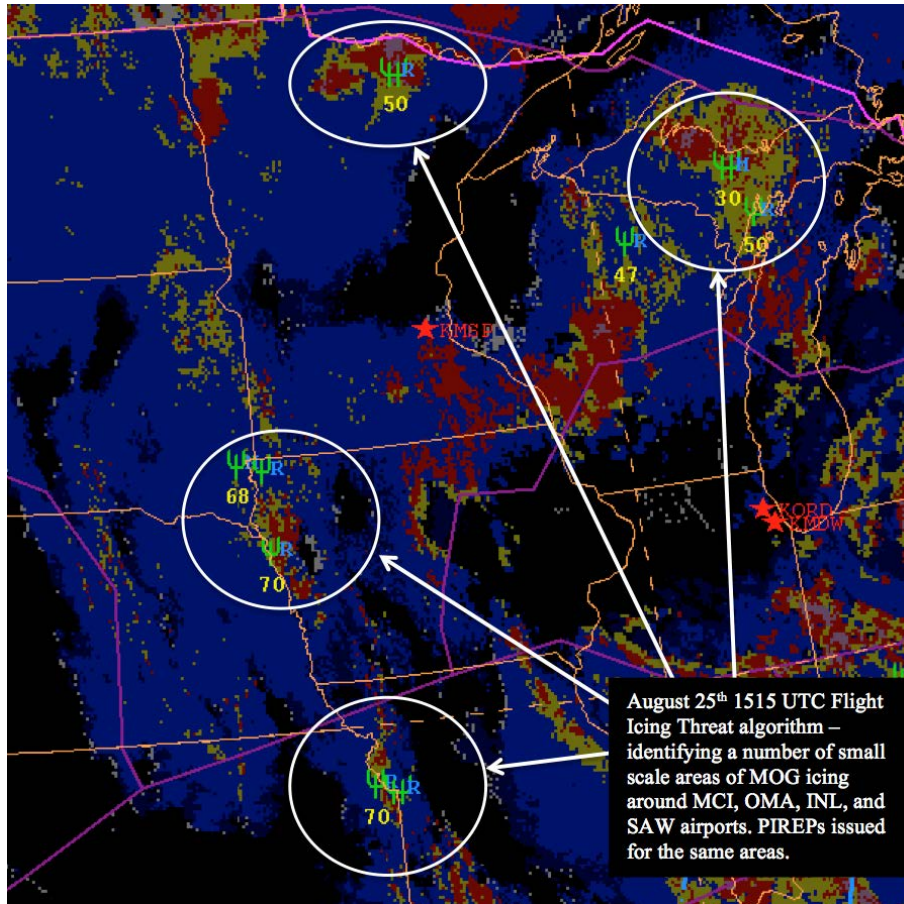 R
50
H
30
R
50
R
47
KMSP
R
68
R
70
KORD
KMDW
R
R
70
August 25th 1515 UTC Flight
Icing Threat algorithm –
identifying a number of small
scale areas of MOG icing
around MCI, OMA, INL, and
SAW airports. PIREPs issued
for the same areas.